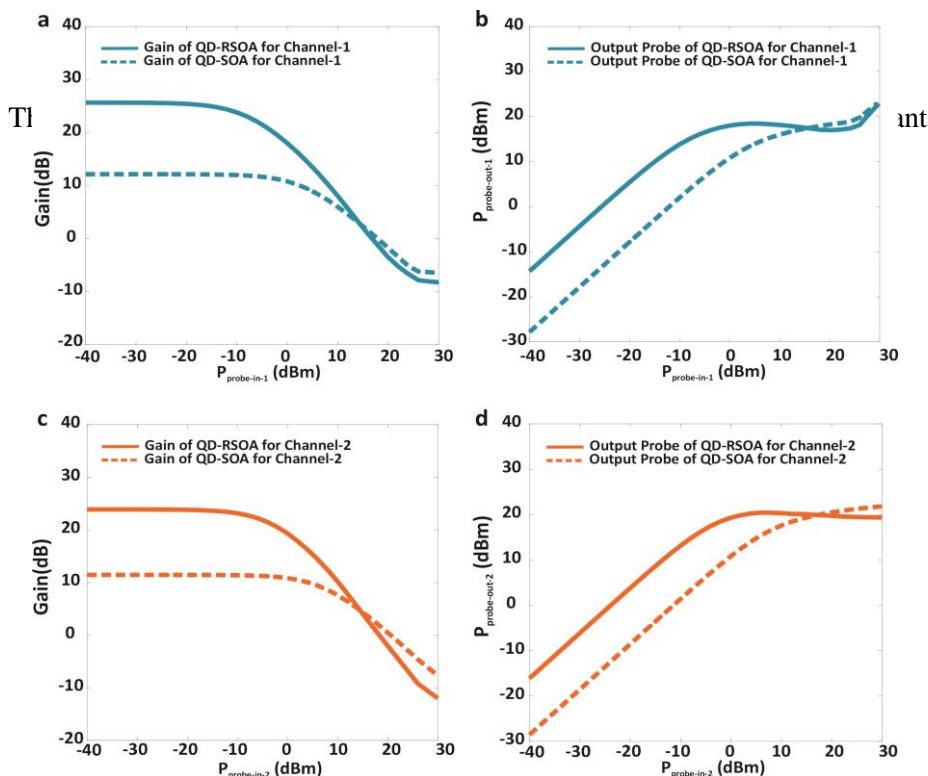 a
40
30
20
10
0
-10
-20
Gain(dB)
Gain of QD-RSOA for Channel-1
Gain of QD-SOA for Channel-1
-40 -30 -20 -10 0 10 20 30
P probe-in-1 (dBm)
b
40
30
20
10
0
-10
-20
-30
P probe-out-1 (dBm)
Output Probe of QD-RSOA for Channel-1
Output Probe of QD-SOA for Channel-1
-40 -30 -20 -10 0 10 20 30
P probe-in-1 (dBm)
ant
c
40
30
20
10
0
-10
-20
Gain(dB)
Gain of QD-RSOA for Channel-2
Gain of QD-SOA for Channel-2
-40 -30 -20 -10 0 10 20 30
P probe-in-2 (dBm)
d
40
30
20
10
0
-10
-20
-30
P probe-out-2 (dBm)
Output Probe of QD-RSOA for Channel-2
Output Probe of QD-SOA for Channel-2
-40 -30 -20 -10 0 10 20 30
P probe-in-2 (dBm)